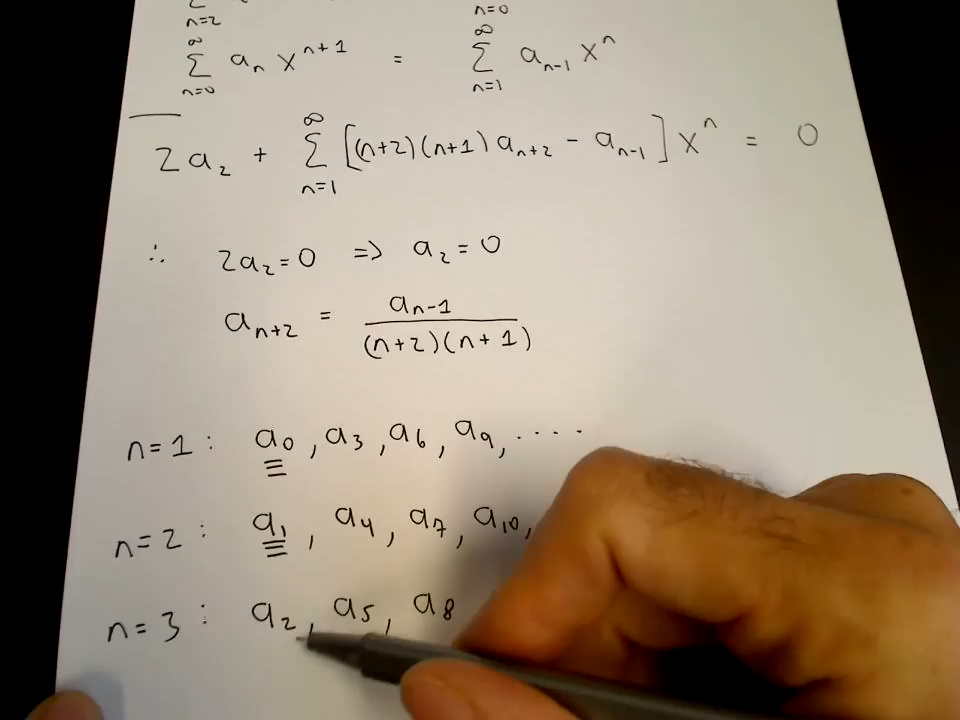 n=2 n=0
∞ ∞
∑ aₙ xⁿ⁺¹ = ∑ aₙ₋₁ xⁿ
n=0 n=1
∞
2a₂ + ∑ [(n+2)(n+1)aₙ₊₂ - aₙ₋₁] xⁿ = 0
n=1
∴ 2a₂=0 => a₂=0
aₙ₊₂ = aₙ₋₁
(n+2)(n+1)
n=1: a₀, a₃, a₆, a₉, ....
n=2: a₁, a₄, a₇, a₁₀,
n=3: a₂, a₅, a₈